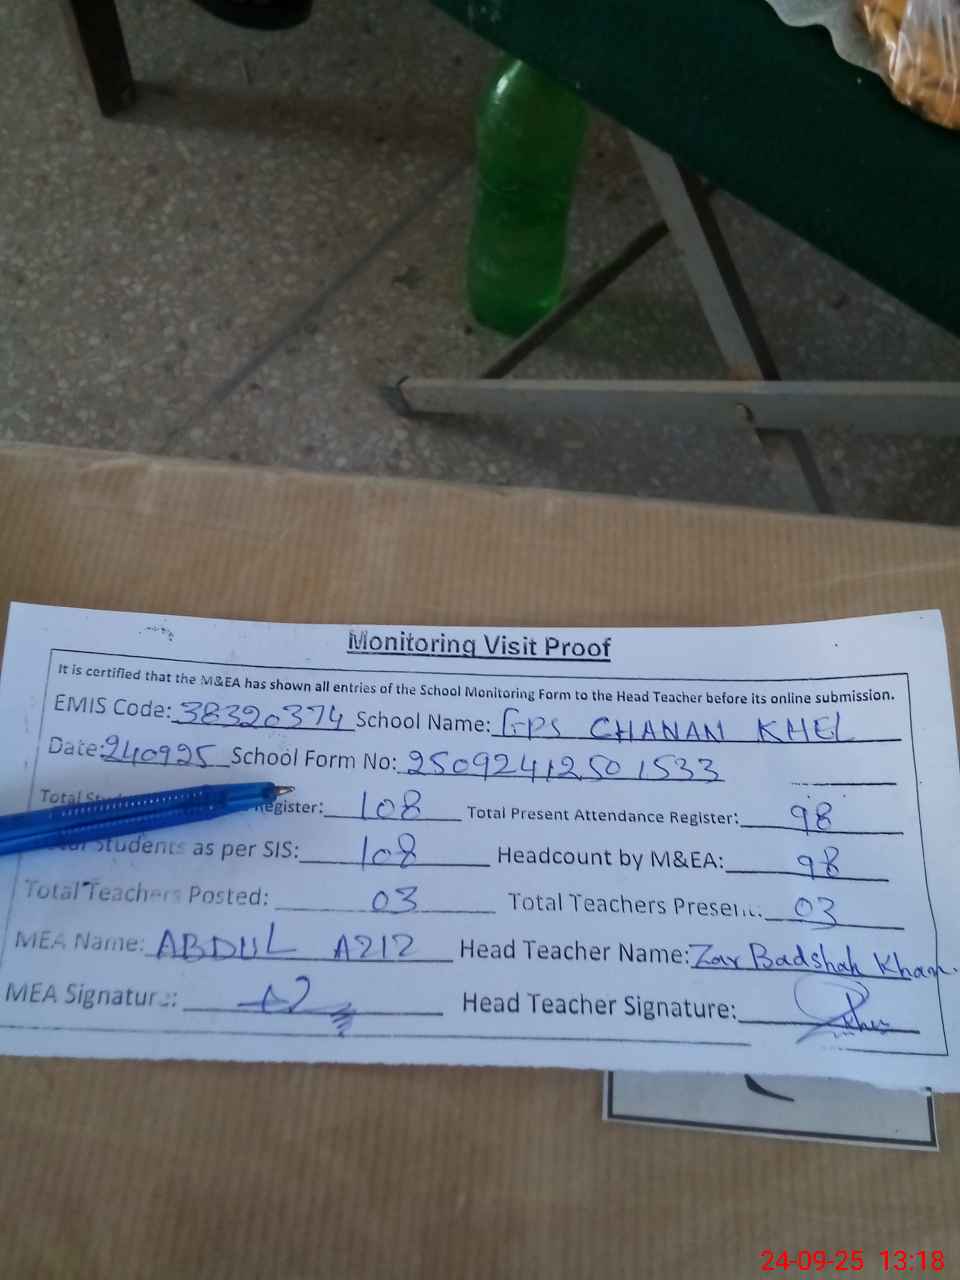 Monitoring Visit Proof
It is certified that the M&EA has shown all entries of the School Monitoring Form to the Head Teacher before its online submission.
EMIS Code: 38320374 School Name: GPS CHANAN KHEL
Date: 240925 School Form No: 25092412501533
Total Register: 108 Total Present Attendance Register: 98
Students as per SIS: 108 Headcount by M&EA: 98
Total Teachers Posted: 03 Total Teachers Present: 03
MEA Name: ABDUL AZIZ Head Teacher Name: Zar Badshah Khan.
MEA Signature: Head Teacher Signature:
24-09-25 13:18